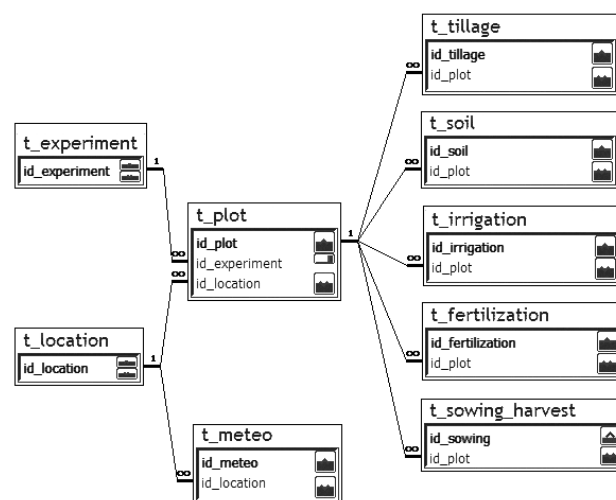 t_tillage
id_tillage
id_plot
t_soil
id_soil
id_plot
t_experiment
id_experiment
1
t_plot
id_plot
id_experiment
id_location
1
t_irrigation
id_irrigation
id_plot
t_location
id_location
1
t_fertilization
id_fertilization
id_plot
t_meteo
id_meteo
id_location
t_sowing_harvest
id_sowing
id_plot
∞
∞
∞
∞
∞
∞
∞
∞